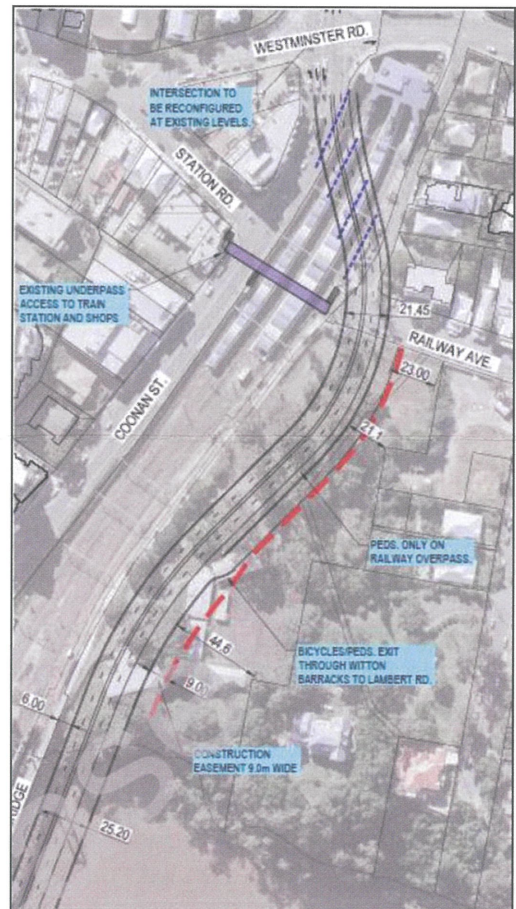 WESTMINSTER RD.
INTERSECTION TO
BE RECONFIGURED
AT EXISTING LEVELS.
STATION RD.
EXISTING UNDERPASS
ACCESS TO TRAIN
STATION AND SHOPS
21.45
RAILWAY AVE.
COONAN ST.
23.00
21.1
PEDS. ONLY ON
RAILWAY OVERPASS.
BICYCLES/PEDS. EXIT
THROUGH WITTON
BARRACKS TO LAMBERT RD.
44.6
9.0
6.00
CONSTRUCTION
EASEMENT 9.0m WIDE
25.20